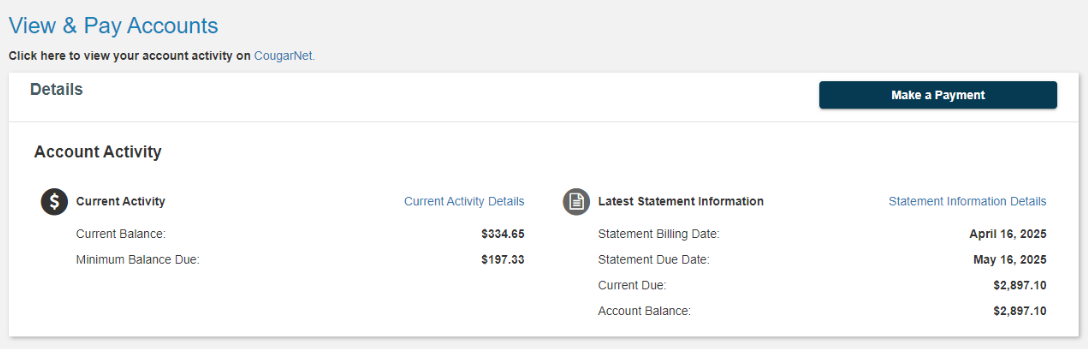 View & Pay Accounts
Click here to view your account activity on CougarNet.
Details
Make a Payment
Account Activity
Current Activity
Current Activity Details
Current Balance: $334.65
Minimum Balance Due: $197.33
Latest Statement Information
Statement Information Details
Statement Billing Date: April 16, 2025
Statement Due Date: May 16, 2025
Current Due: $2,897.10
Account Balance: $2,897.10